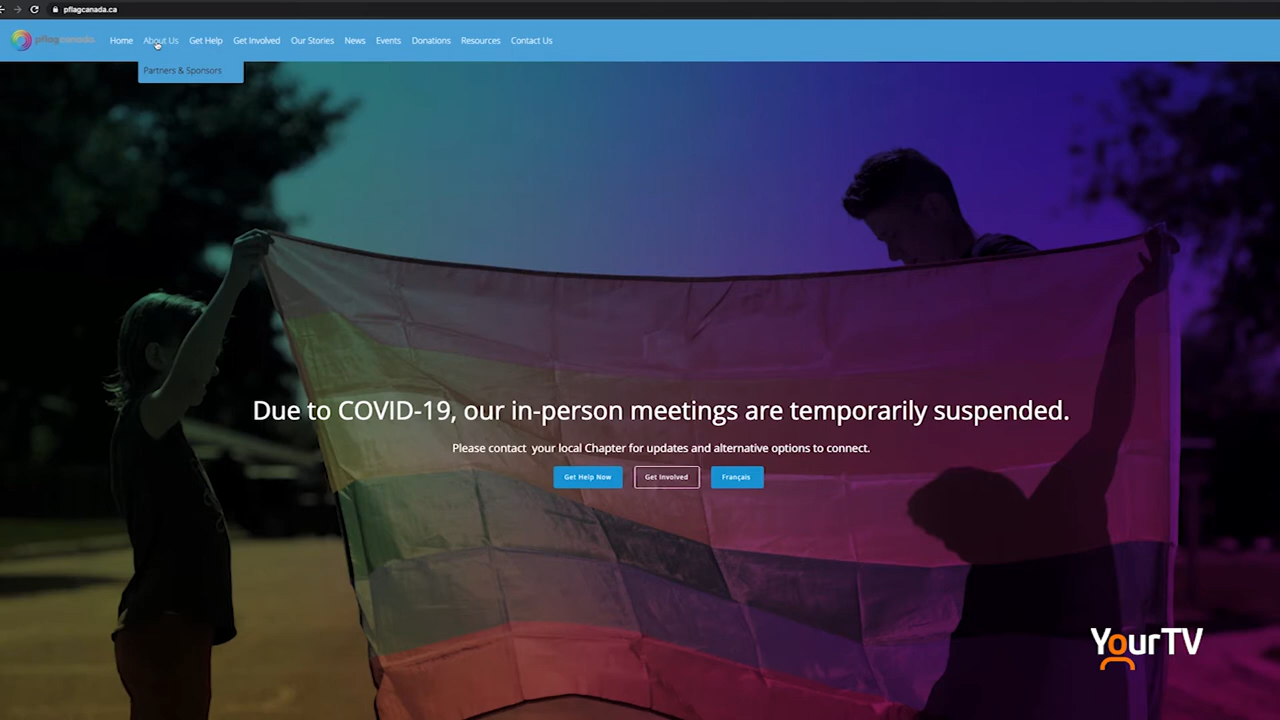 pflagcanada.ca
pflagcanada
Home About Us Get Help Get Involved Our Stories News Events Donations Resources Contact Us
Partners & Sponsors
Due to COVID-19, our in-person meetings are temporarily suspended.
Please contact your local Chapter for updates and alternative options to connect.
Get Help Now Get Involved Français
YourTV